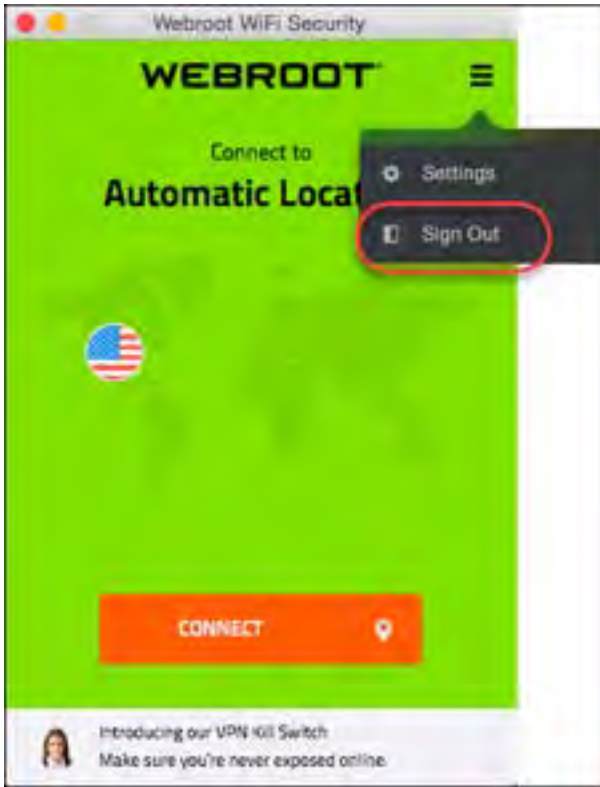 Webroot WiFi Security
WEBROOT
Connect to
Automatic Locat
Settings
Sign Out
CONNECT
Introducing our VPN Kill Switch
Make sure you're never exposed online.